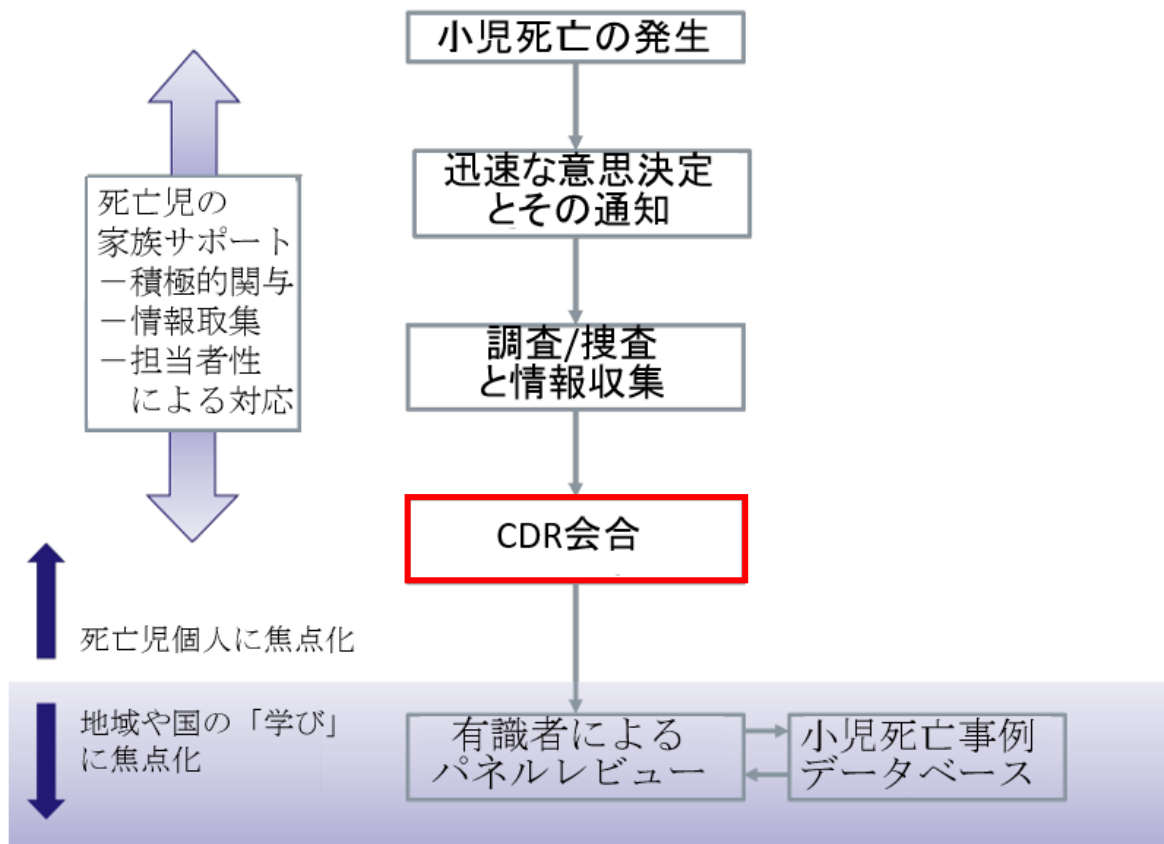 小児死亡の発生
迅速な意思決定
とその通知
死亡児の
家族サポート
－積極的関与
－情報取集
－担当者性
による対応
調査/捜査
と情報収集
CDR会合
死亡児個人に焦点化
地域や国の「学び」
に焦点化
有識者による
パネルレビュー
小児死亡事例
データベース